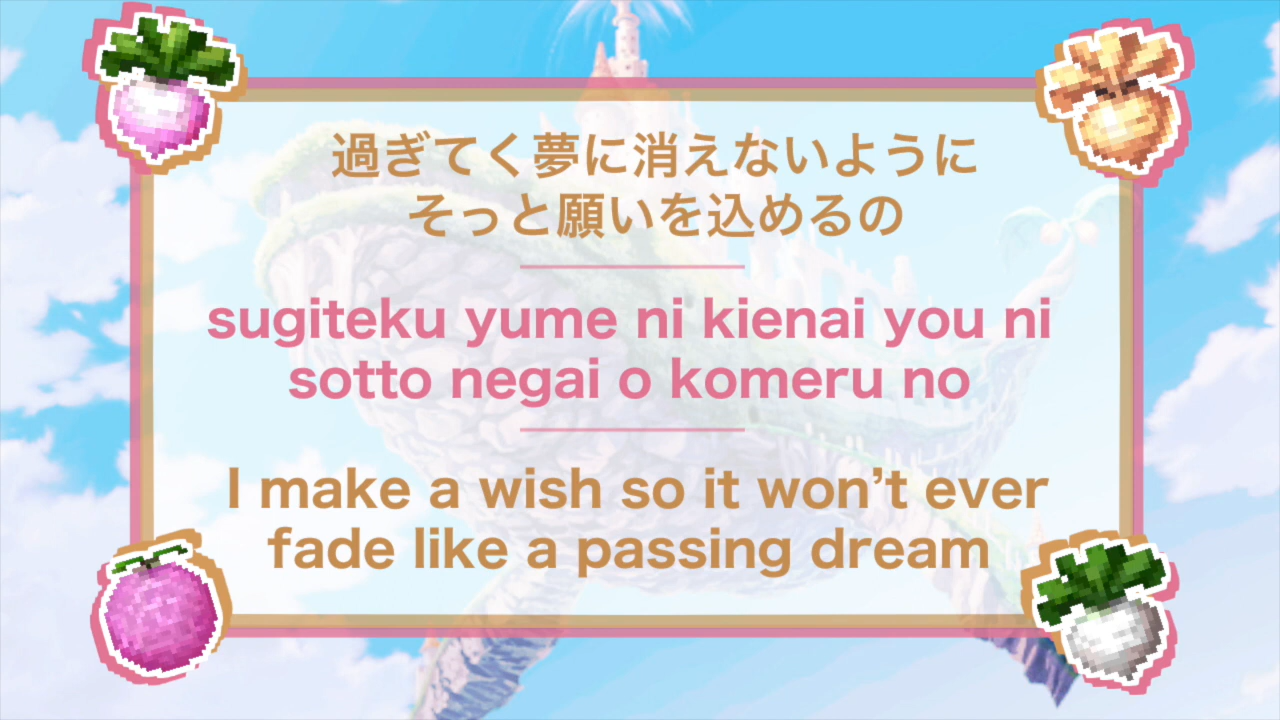 過ぎてく夢に消えないように
そっと願いを込めるの
sugiteku yume ni kienai you ni
sotto negai o komeru no
I make a wish so it won’t ever
fade like a passing dream